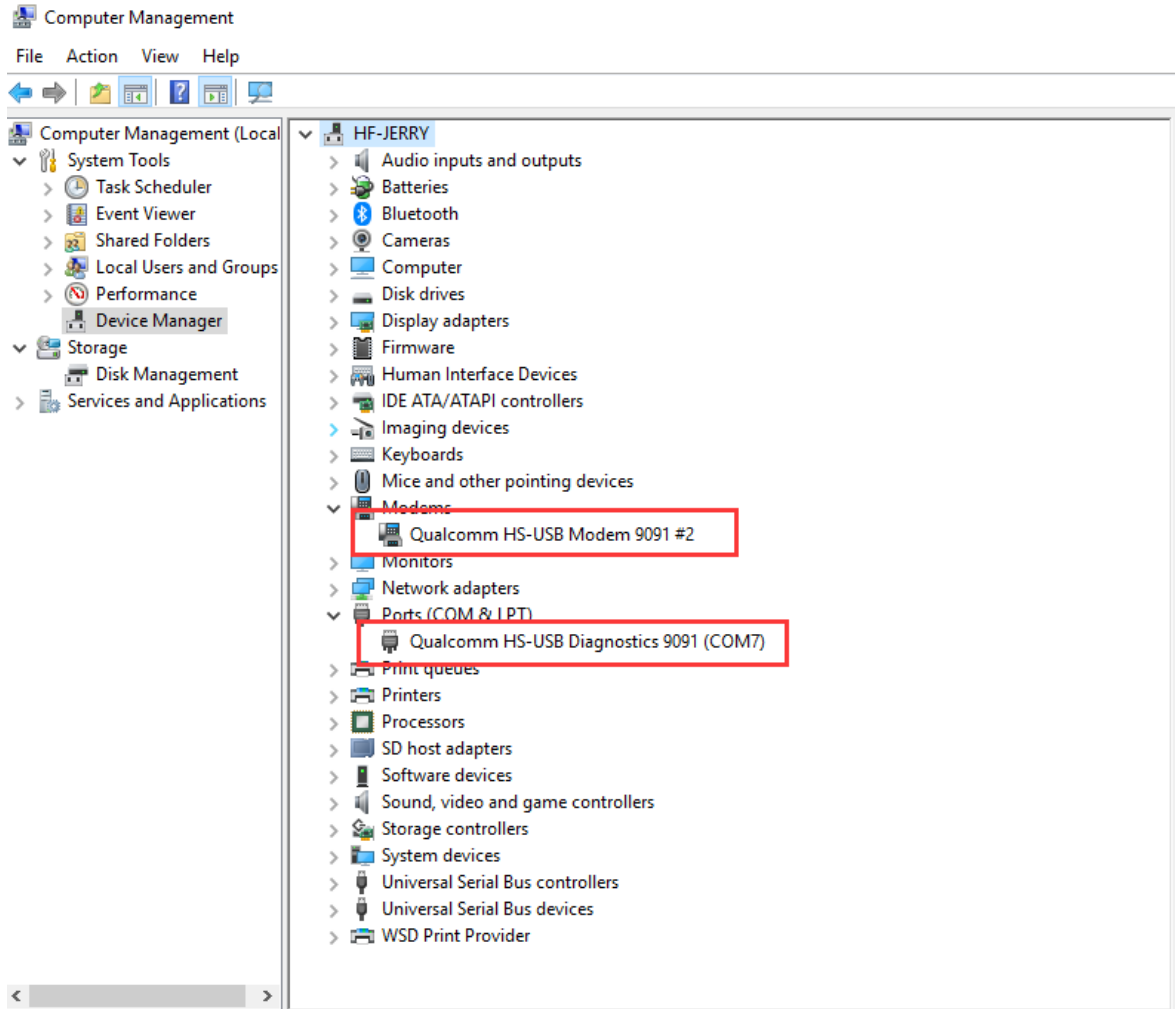 Computer Management
File Action View Help
Computer Management (Local
System Tools
Task Scheduler
Event Viewer
Shared Folders
Local Users and Groups
Performance
Device Manager
Storage
Disk Management
Services and Applications
HF-JERRY
Audio inputs and outputs
Batteries
Bluetooth
Cameras
Computer
Disk drives
Display adapters
Firmware
Human Interface Devices
IDE ATA/ATAPI controllers
Imaging devices
Keyboards
Mice and other pointing devices
Modems
Qualcomm HS-USB Modem 9091 #2
Monitors
Network adapters
Ports (COM & LPT)
Qualcomm HS-USB Diagnostics 9091 (COM7)
Print queues
Printers
Processors
SD host adapters
Software devices
Sound, video and game controllers
Storage controllers
System devices
Universal Serial Bus controllers
Universal Serial Bus devices
WSD Print Provider